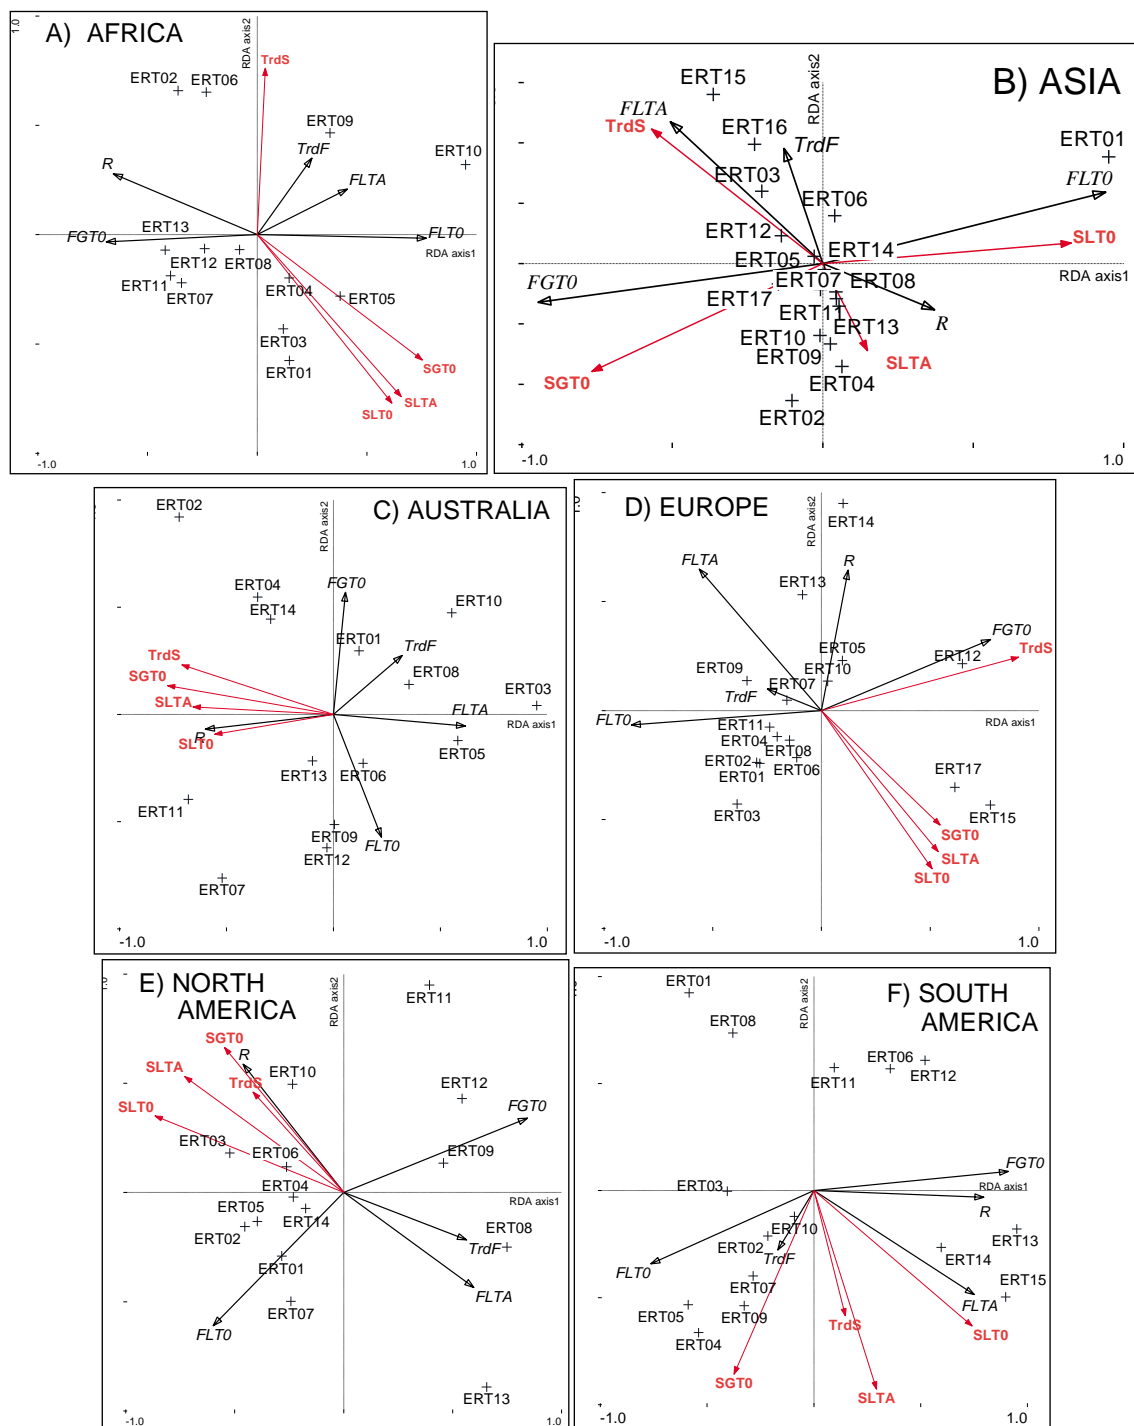 A) AFRICA
1.0
RDA axis2
TrdS
ERT02
ERT06
ERT09
TrdF
ERT10
R
FLTA
ERT13
FGT0
FLT0
RDA axis1
ERT12
ERT08
ERT11
ERT07
ERT04
ERT05
ERT03
ERT01
SGT0
SLTA
SLT0
-1.0
1.0
B) ASIA
RDA axis2
ERT15
FLTA
TrdS
ERT16
TrdF
ERT01
ERT03
FLT0
ERT06
ERT12
SLT0
ERT14
ERT05
RDA axis1
FGT0
ERT07
ERT08
ERT17
ERT11
R
ERT13
ERT10
ERT09
SLTA
SGT0
ERT04
ERT02
-1.0
1.0
C) AUSTRALIA
RDA axis2
ERT02
ERT04
FGT0
ERT10
ERT14
ERT01
TrdF
TrdS
SGT0
ERT08
SLTA
ERT03
FLTA
RDA axis1
R
SLT0
ERT05
ERT13
ERT06
ERT11
ERT09
FLT0
ERT12
ERT07
-1.0
1.0
D) EUROPE
1.0
RDA axis2
ERT14
FLTA
R
ERT13
FGT0
ERT05
ERT12
TrdS
ERT09
ERT10
TrdF
ERT07
FLT0
RDA axis1
ERT11
ERT04
ERT08
ERT02
ERT06
ERT01
ERT17
ERT03
ERT15
SGT0
SLTA
SLT0
-1.0
1.0
E) NORTH
AMERICA
1.0
RDA axis2
ERT11
SGT0
R
SLTA
ERT10
TrdS
ERT12
SLT0
FGT0
ERT03
ERT06
ERT09
ERT04
RDA axis1
ERT05
ERT14
ERT08
ERT02
TrdF
ERT01
FLTA
ERT07
FLT0
ERT13
-1.0
1.0
F) SOUTH
AMERICA
RDA axis2
ERT01
ERT08
ERT06
ERT11
ERT12
FGT0
ERT03
RDA axis1
R
ERT10
ERT13
ERT02
TrdF
ERT14
FLT0
ERT07
ERT15
FLTA
ERT05
ERT09
TrdS
SLT0
ERT04
SGT0
SLTA
-1.0
1.0